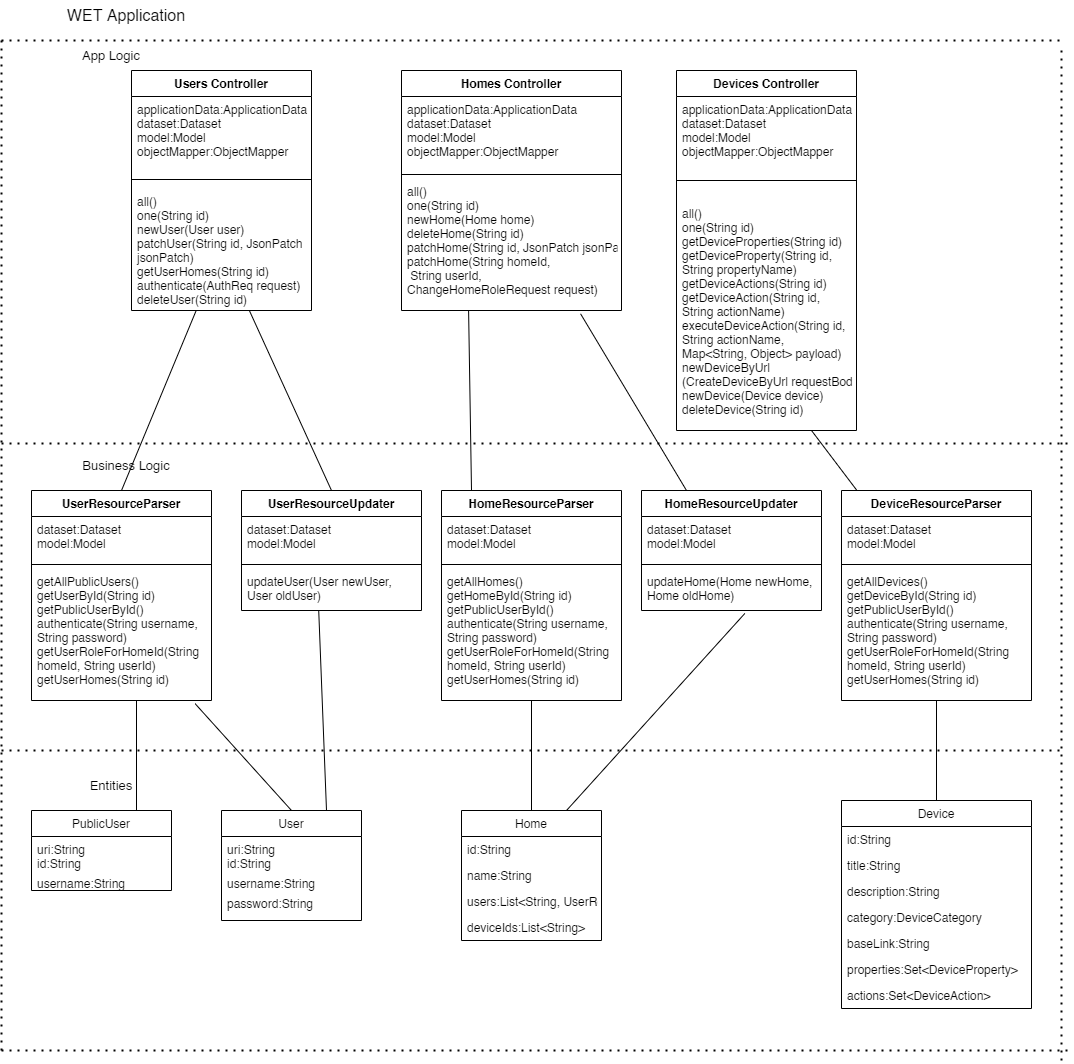 WET Application
App Logic
Users Controller
applicationData:ApplicationData
dataset:Dataset
model:Model
objectMapper:ObjectMapper
all()
one(String id)
newUser(User user)
patchUser(String id, JsonPatch
jsonPatch)
getUserHomes(String id)
authenticate(AuthReq request)
deleteUser(String id)
Homes Controller
applicationData:ApplicationData
dataset:Dataset
model:Model
objectMapper:ObjectMapper
all()
one(String id)
newHome(Home home)
deleteHome(String id)
patchHome(String id, JsonPatch jsonPa
patchHome(String homeId,
String userId,
ChangeHomeRoleRequest request)
Devices Controller
applicationData:ApplicationData
dataset:Dataset
model:Model
objectMapper:ObjectMapper
all()
one(String id)
getDeviceProperties(String id)
getDeviceProperty(String id,
String propertyName)
getDeviceActions(String id)
getDeviceAction(String id,
String actionName)
executeDeviceAction(String id,
String actionName,
Map<String, Object> payload)
newDeviceByUrl
(CreateDeviceByUrl requestBod
newDevice(Device device)
deleteDevice(String id)
Business Logic
UserResourceParser
dataset:Dataset
model:Model
getAllPublicUsers()
getUserById(String id)
getPublicUserById()
authenticate(String username,
String password)
getUserRoleForHomeId(String
homeId, String userId)
getUserHomes(String id)
UserResourceUpdater
dataset:Dataset
model:Model
updateUser(User newUser,
User oldUser)
HomeResourceParser
dataset:Dataset
model:Model
getAllHomes()
getHomeById(String id)
getPublicUserById()
authenticate(String username,
String password)
getUserRoleForHomeId(String
homeId, String userId)
getUserHomes(String id)
HomeResourceUpdater
dataset:Dataset
model:Model
updateHome(Home newHome,
Home oldHome)
DeviceResourceParser
dataset:Dataset
model:Model
getAllDevices()
getDeviceById(String id)
getPublicUserById()
authenticate(String username,
String password)
getUserRoleForHomeId(String
homeId, String userId)
getUserHomes(String id)
Entities
PublicUser
uri:String
id:String
username:String
User
uri:String
id:String
username:String
password:String
Home
id:String
name:String
users:List<String, UserR
deviceIds:List<String>
Device
id:String
title:String
description:String
category:DeviceCategory
baseLink:String
properties:Set<DeviceProperty>
actions:Set<DeviceAction>